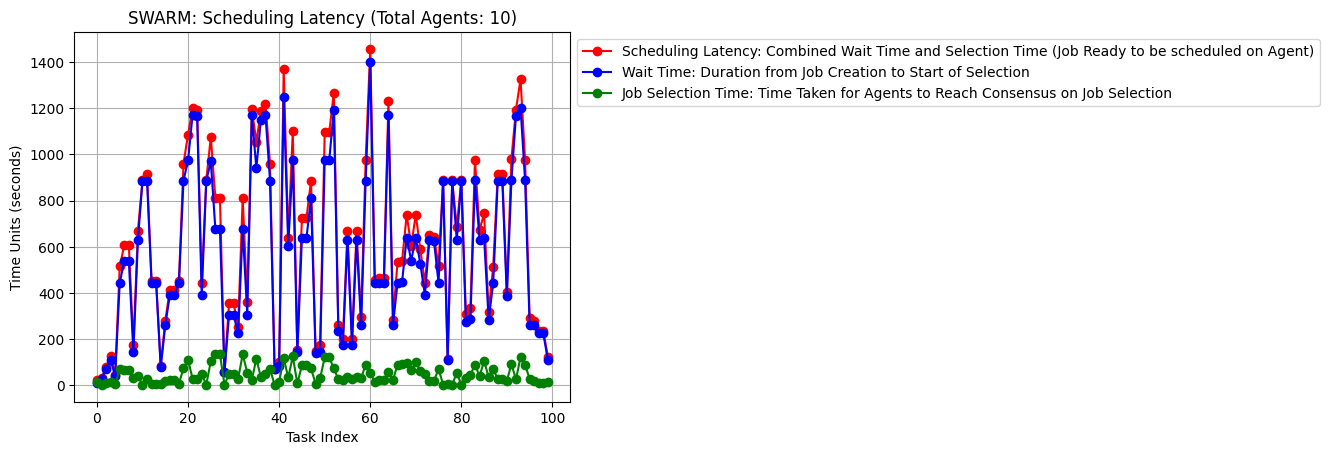 SWARM: Scheduling Latency (Total Agents: 10)
Scheduling Latency: Combined Wait Time and Selection Time (Job Ready to be scheduled on Agent)
Wait Time: Duration from Job Creation to Start of Selection
Job Selection Time: Time Taken for Agents to Reach Consensus on Job Selection
Time Units (seconds)
1400
1200
1000
800
600
400
200
0
0 20 40 60 80 100
Task Index